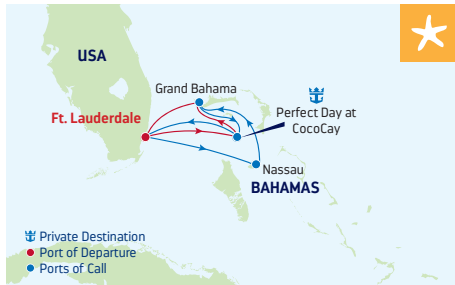 USA
Grand Bahama
Perfect Day at
CocoCay
Ft. Lauderdale
Nassau
BAHAMAS
Private Destination
Port of Departure
Ports of Call